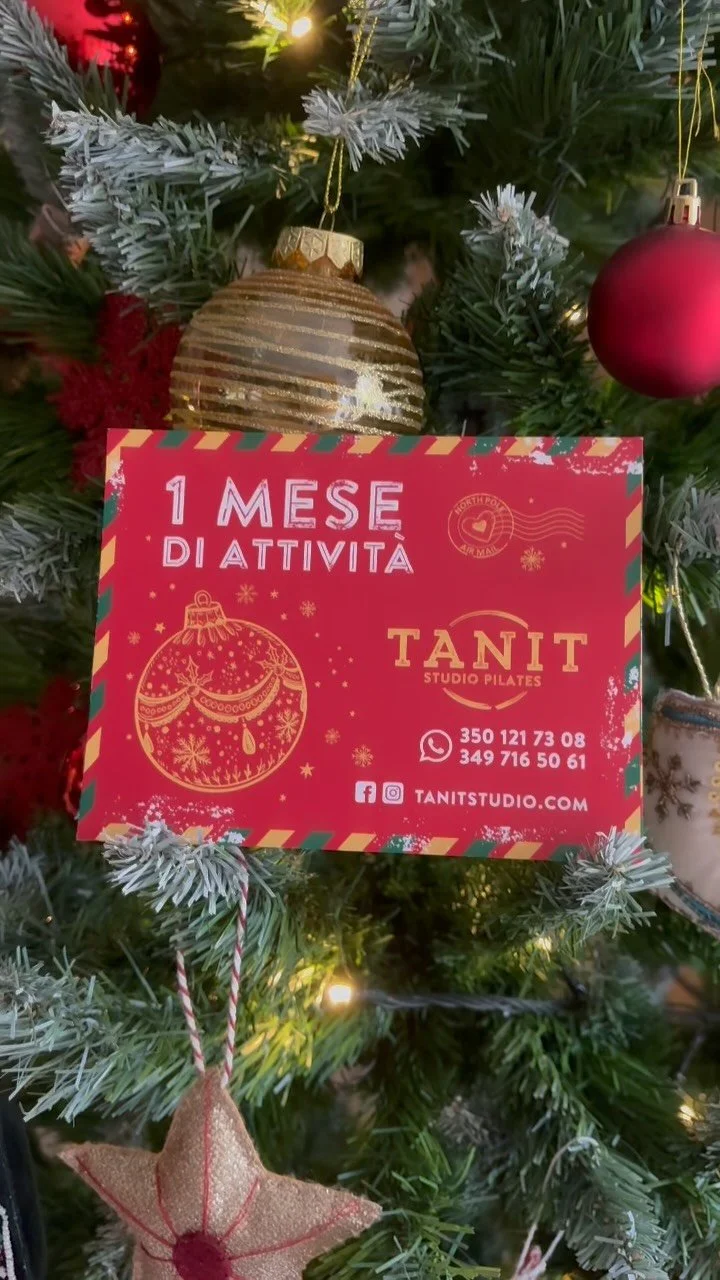 1 MESE
DI ATTIVITÀ
NORTH POLE
AIR MAIL
TANIT
STUDIO PILATES
350 121 73 08
349 716 50 61
TANITSTUDIO.COM